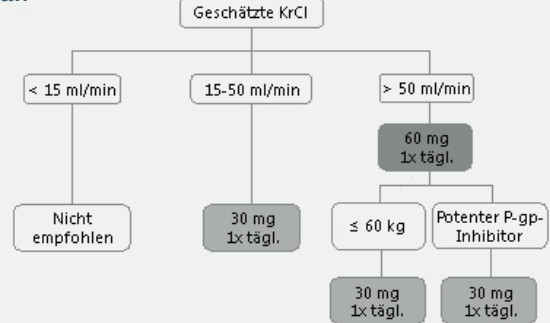 Geschätzte KrCl
< 15 ml/min
15-50 ml/min
> 50 ml/min
60 mg
1x tägl.
Nicht
empfohlen
30 mg
1x tägl.
≤ 60 kg
Potenter P-gp-
Inhibitor
30 mg
1x tägl.
30 mg
1x tägl.